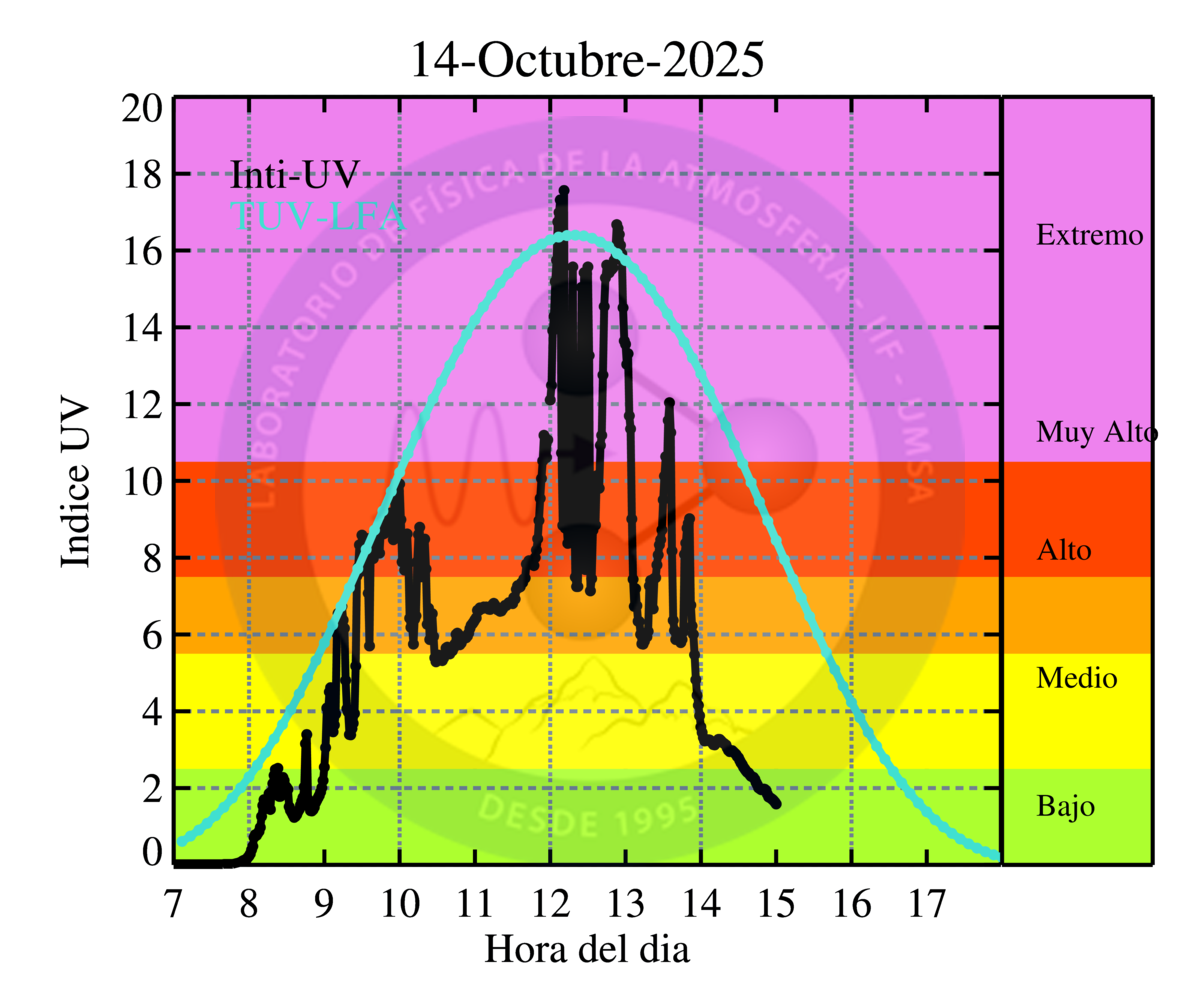 14-Octubre-2025
20
18
16
14
12
10
8
6
4
2
0
Indice UV
Inti-UV
TUV-LFA
LABORATORIO DE FÍSICA DE LA ATMÓSFERA - IIF - UMSA
DESDE 1995
Extremo
Muy Alto
Alto
Medio
Bajo
7 8 9 10 11 12 13 14 15 16 17
Hora del dia